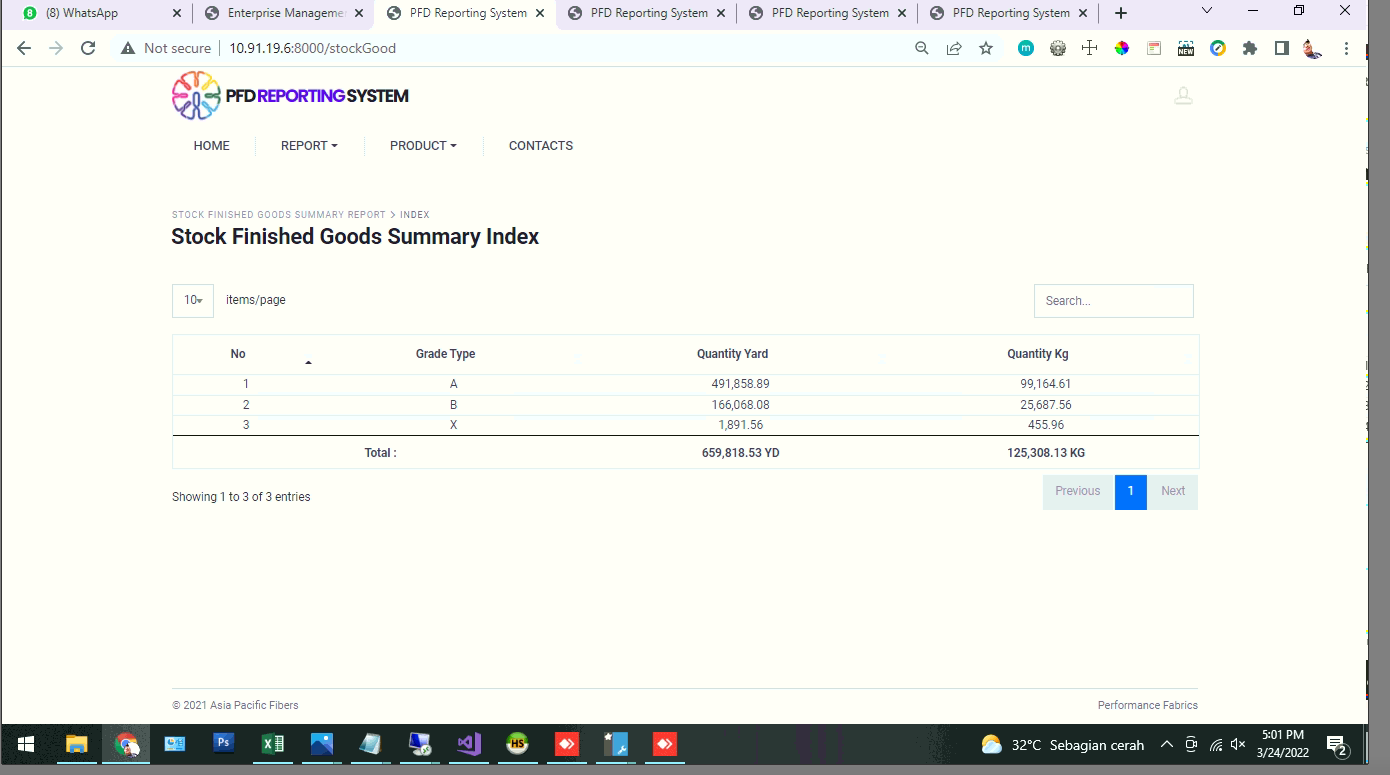 (8) WhatsApp
Enterprise Manageme
PFD Reporting System
PFD Reporting System
PFD Reporting System
PFD Reporting System
Not secure
10.91.19.6:8000/stockGood
PFD REPORTING SYSTEM
HOME
REPORT
PRODUCT
CONTACTS
STOCK FINISHED GOODS SUMMARY REPORT > INDEX
Stock Finished Goods Summary Index
10 items/page
Search...
No Grade Type Quantity Yard Quantity Kg
1 A 491,858.89 99,164.61
2 B 166,068.08 25,687.56
3 X 1,891.56 455.96
Total : 659,818.53 YD 125,308.13 KG
Showing 1 to 3 of 3 entries
Previous 1 Next
© 2021 Asia Pacific Fibers
Performance Fabrics
32°C Sebagian cerah
5:01 PM
3/24/2022
2